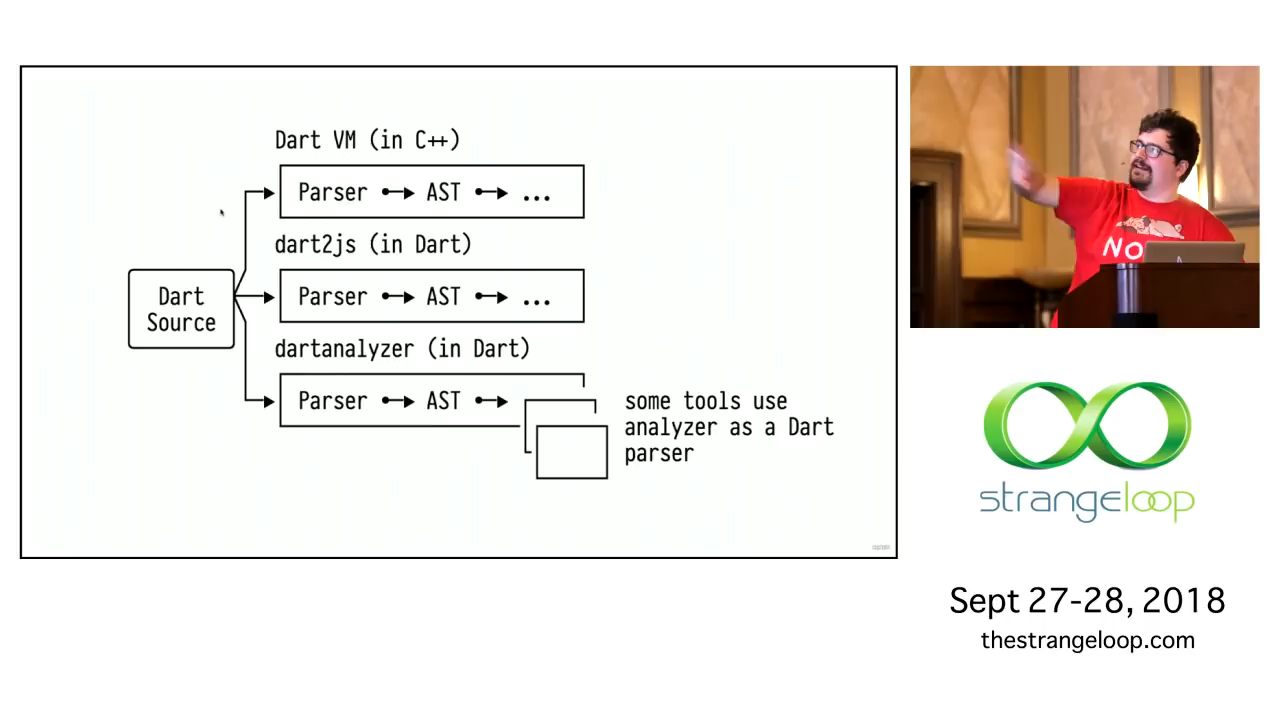 Dart VM (in C++)
Parser AST ...
dart2js (in Dart)
Parser AST ...
Dart
Source
dartanalyzer (in Dart)
Parser AST
some tools use
analyzer as a Dart
parser
NO
strangeloop
Sept 27-28, 2018
thestrangeloop.com